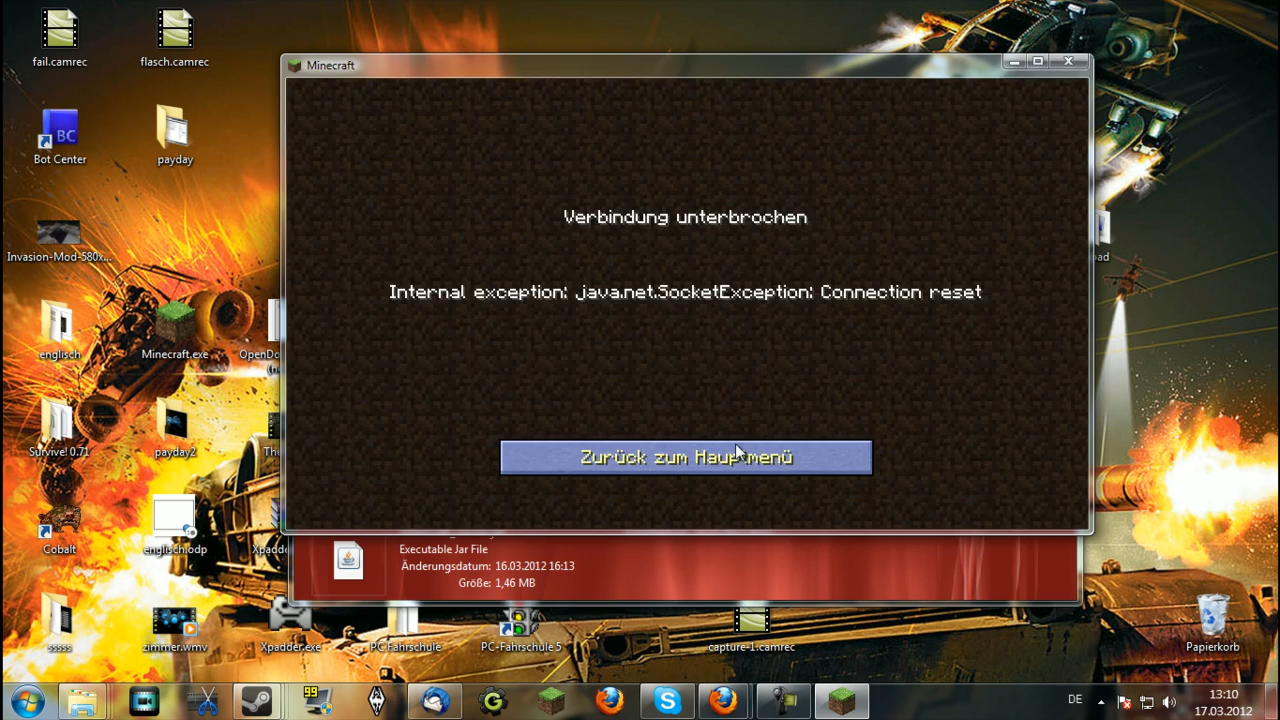 fail.camrec
flasch.camrec
Minecraft
BC
Bot Center
payday
Verbindung unterbrochen
Invasion-Mod-580x...
Internal exception: java.net.SocketException: Connection reset
englisch
Minecraft.exe
Survive! 0.71
payday2
Zurück zum Hauptmenü
Cobalt
englisch.odp
Executable Jar File
Änderungsdatum: 16.03.2012 16:13
Größe: 1,46 MB
sssss
zimmer.wmv
Xpadder.exe
PC Fahrschule
PC-Fahrschule 5
capture-1.camrec
Papierkorb
99
DE
13:10
17.03.2012